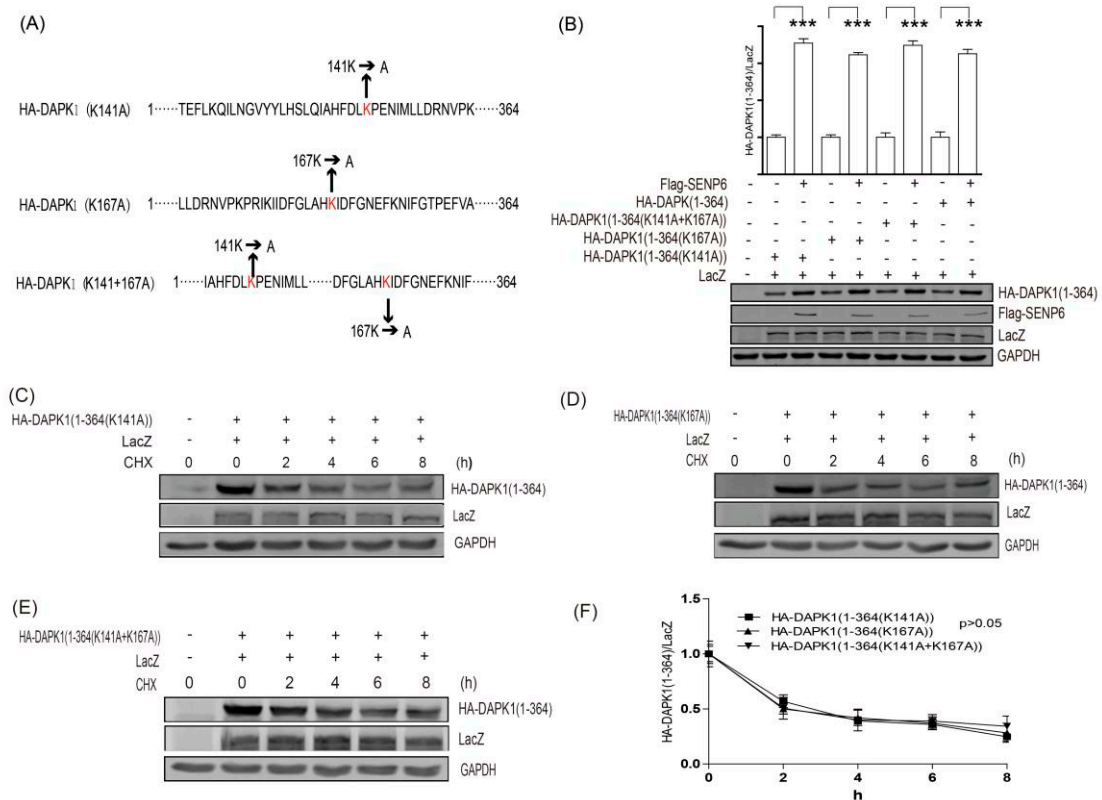 (A)
141K → A
HA-DAPK1 (K141A) 1······TEFLKQILNGVYYLHSLQIAHFDLKPENIMLLDRNVPK······364
167K → A
HA-DAPK1 (K167A) 1······LLDRNVPKPRIKIIDFGLAHKIDFGNEFKNIFGTPEFVA······364
141K → A
HA-DAPK1 (K141+167A) 1······IAHFDLKPENIMLL······DFGLAHKIDFGNEFKNIF······364
167K → A
(B)
*** *** *** ***
HA-DAPK1(1-364)/LacZ
Flag-SENP6 - - + - + - + - +
HA-DAPK(1-364) - - - - - - - + +
HA-DAPK1(1-364(K141A+K167A)) - - - - - + + - -
HA-DAPK1(1-364(K167A)) - - - + + - - - -
HA-DAPK1(1-364(K141A)) - + + - - - - - -
LacZ - + + + + + + + +
HA-DAPK1(1-364)
Flag-SENP6
LacZ
GAPDH
(C)
HA-DAPK1(1-364(K141A)) - + + + + +
LacZ - + + + + +
CHX 0 0 2 4 6 8 (h)
HA-DAPK1(1-364)
LacZ
GAPDH
(D)
HA-DAPK1(1-364(K167A)) - + + + + +
LacZ - + + + + +
CHX 0 0 2 4 6 8 (h)
HA-DAPK1(1-364)
LacZ
GAPDH
(E)
HA-DAPK1(1-364(K141A+K167A)) - + + + + +
LacZ - + + + + +
CHX 0 0 2 4 6 8 (h)
HA-DAPK1(1-364)
LacZ
GAPDH
(F)
HA-DAPK1(1-364)/LacZ
1.5
1.0
0.5
0.0
HA-DAPK1(1-364(K141A))
HA-DAPK1(1-364(K167A))
HA-DAPK1(1-364(K141A+K167A))
p>0.05
0 2 4 6 8
h